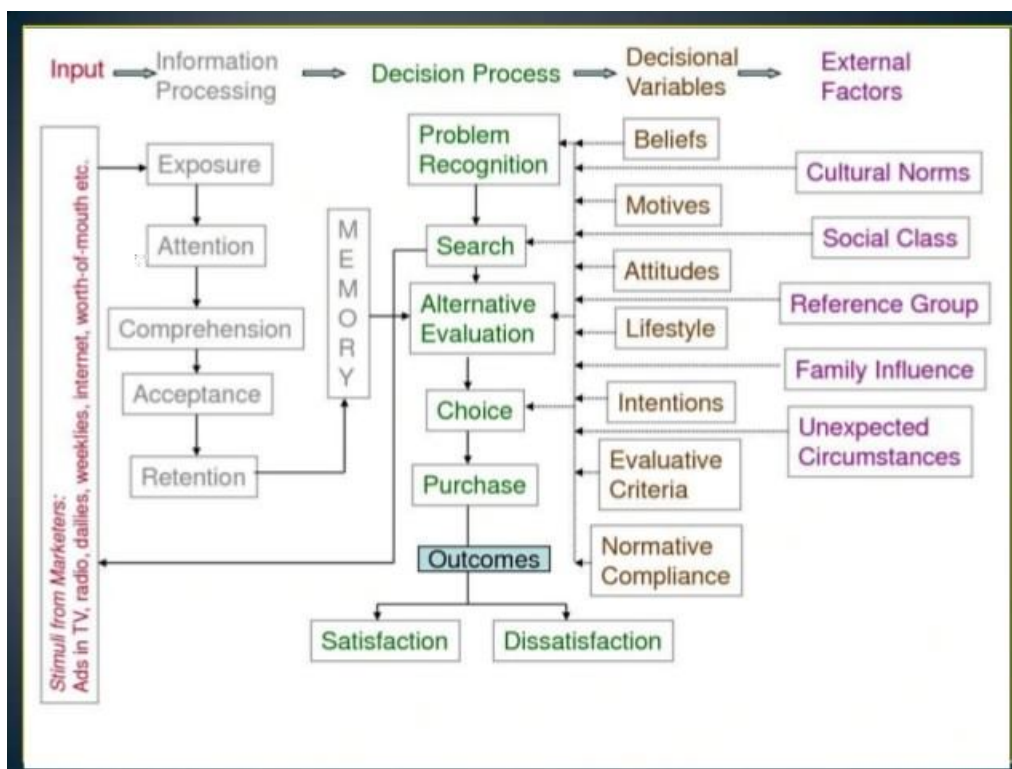 Input
Information
Processing
Decision Process
Decisional
Variables
External
Factors
Stimuli from Marketers:
Ads in TV, radio, dailies, weeklies, internet, worth-of-mouth etc.
Exposure
Attention
Comprehension
Acceptance
Retention
MEMORY
Problem
Recognition
Search
Alternative
Evaluation
Choice
Purchase
Outcomes
Satisfaction
Dissatisfaction
Beliefs
Motives
Attitudes
Lifestyle
Intentions
Evaluative
Criteria
Normative
Compliance
Cultural Norms
Social Class
Reference Group
Family Influence
Unexpected
Circumstances